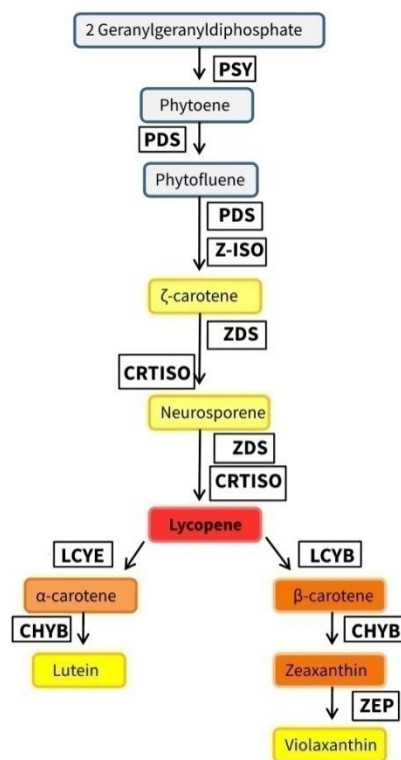 2 Geranylgeranyldiphosphate
PSY
Phytoene
PDS
Phytofluene
PDS
Z-ISO
ζ-carotene
ZDS
CRTISO
Neurosporene
ZDS
CRTISO
Lycopene
LCYE
LCYB
α-carotene
β-carotene
CHYB
CHYB
Lutein
Zeaxanthin
ZEP
Violaxanthin